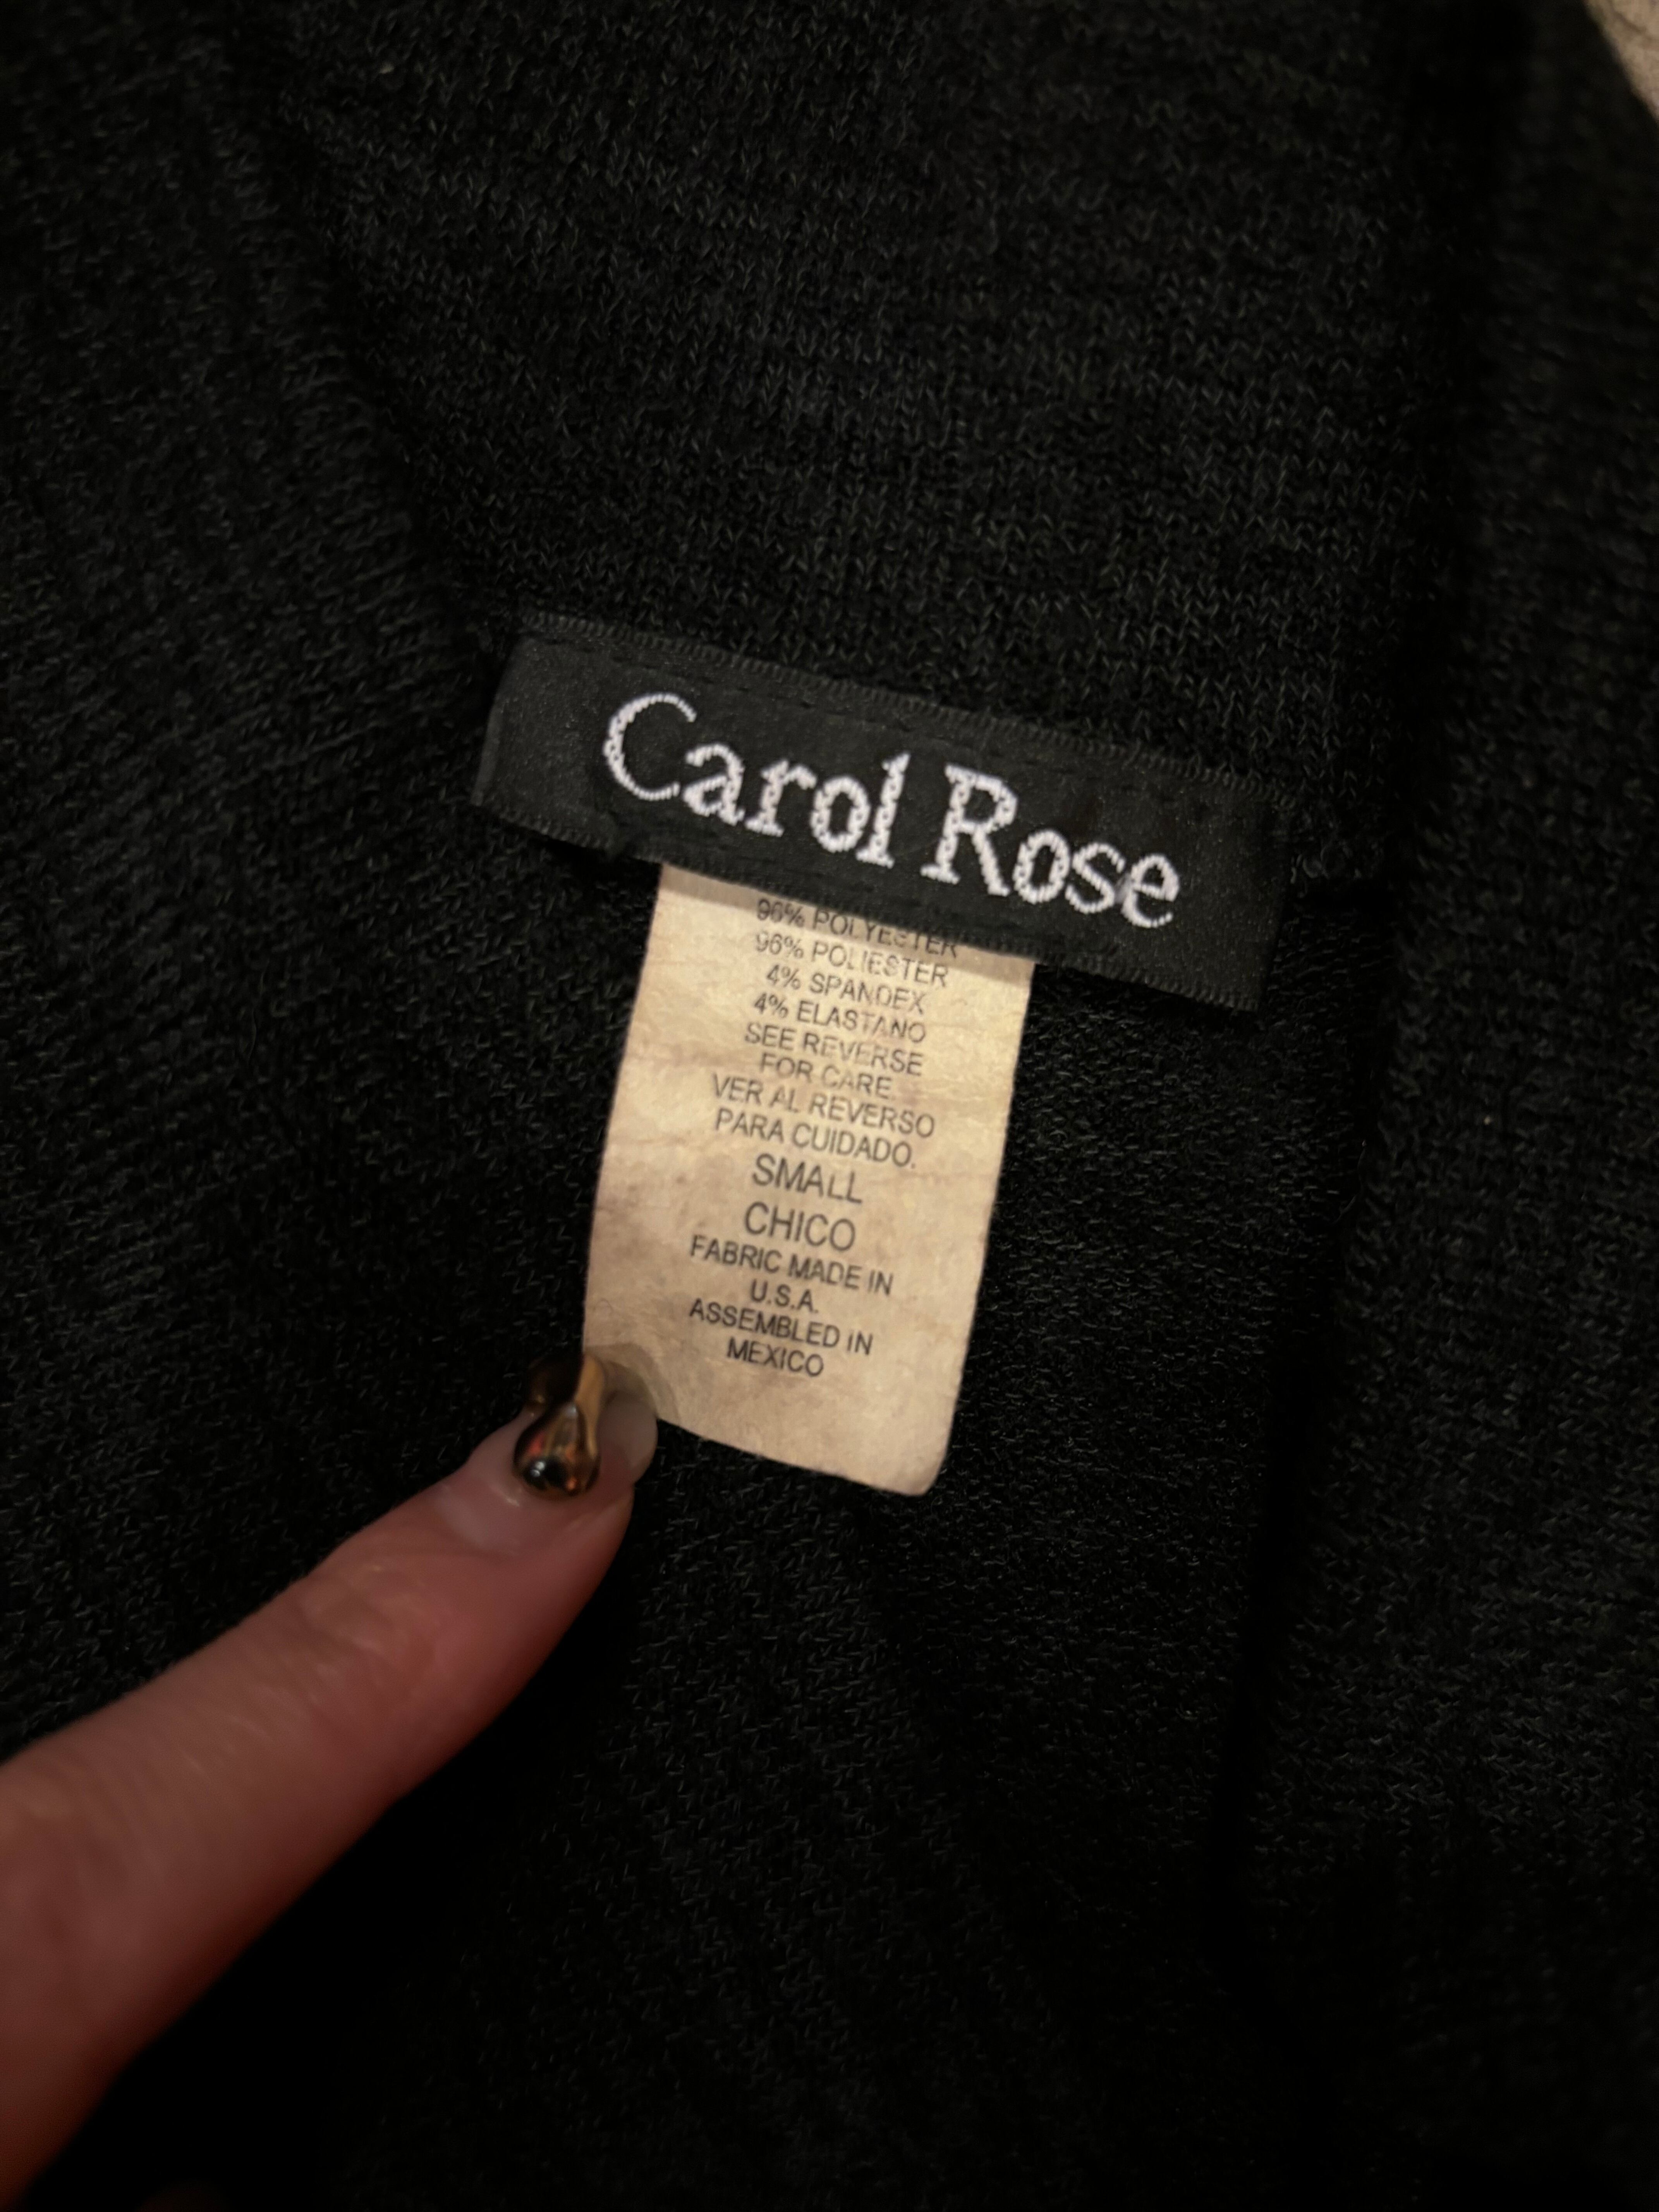 Carol Rose
96% POLYESTER
96% POLIESTER
4% SPANDEX
4% ELASTANO
SEE REVERSE
FOR CARE
VER AL REVERSO
PARA CUIDADO.
SMALL
CHICO
FABRIC MADE IN
U.S.A.
ASSEMBLED IN
MEXICO